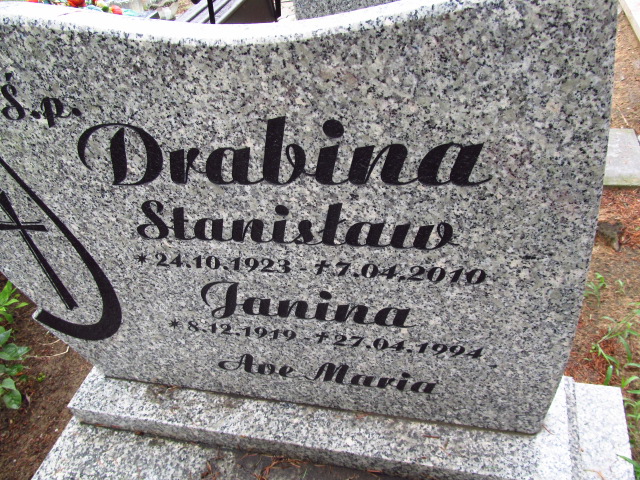 Ś.p.
Drabina
Stanisław
*24.10.1923 - †7.04.2010
Janina
*8.12.1919 - †27.04.1994
Ave Maria